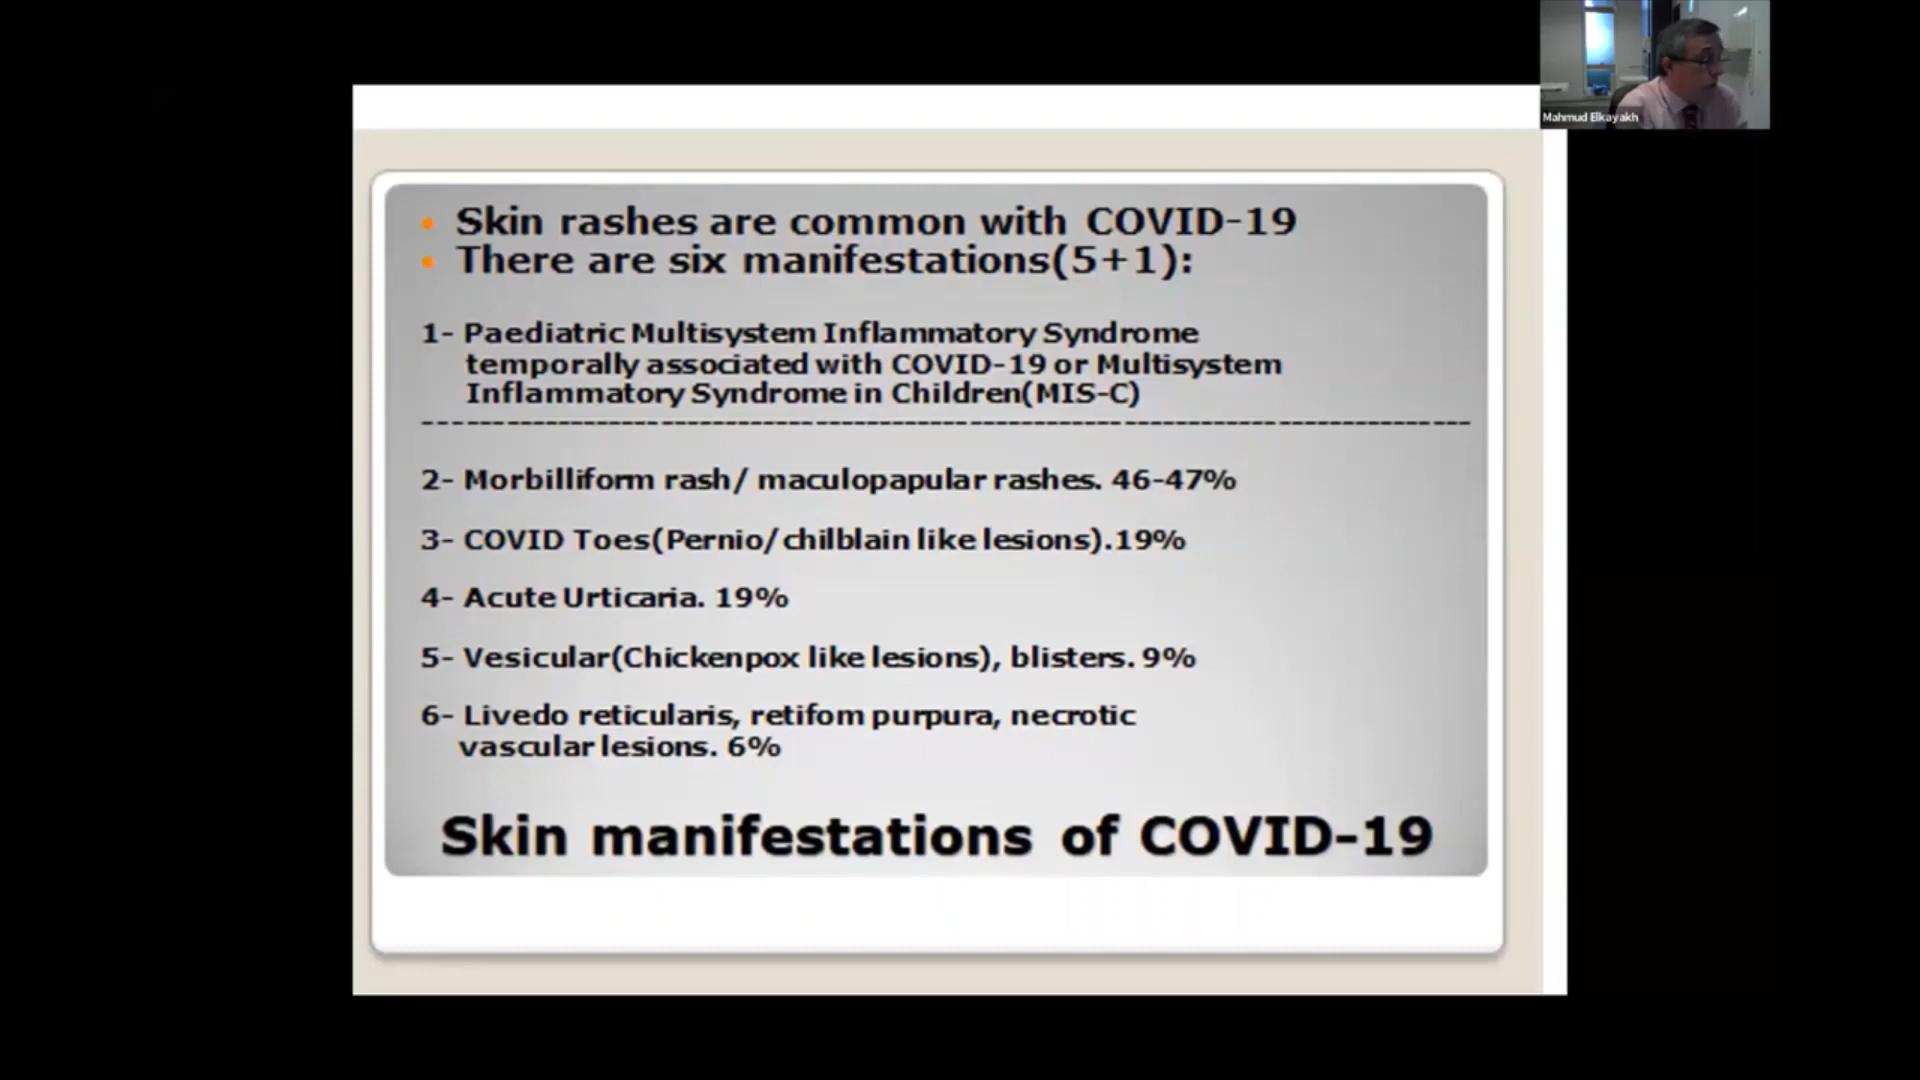 Mahmud Elkayakh
Skin rashes are common with COVID-19
There are six manifestations(5+1):
1- Paediatric Multisystem Inflammatory Syndrome
temporally associated with COVID-19 or Multisystem
Inflammatory Syndrome in Children(MIS-C)
2- Morbilliform rash/ maculopapular rashes. 46-47%
3- COVID Toes(Pernio/chilblain like lesions).19%
4- Acute Urticaria. 19%
5- Vesicular(Chickenpox like lesions), blisters. 9%
6- Livedo reticularis, retifom purpura, necrotic
vascular lesions. 6%
Skin manifestations of COVID-19